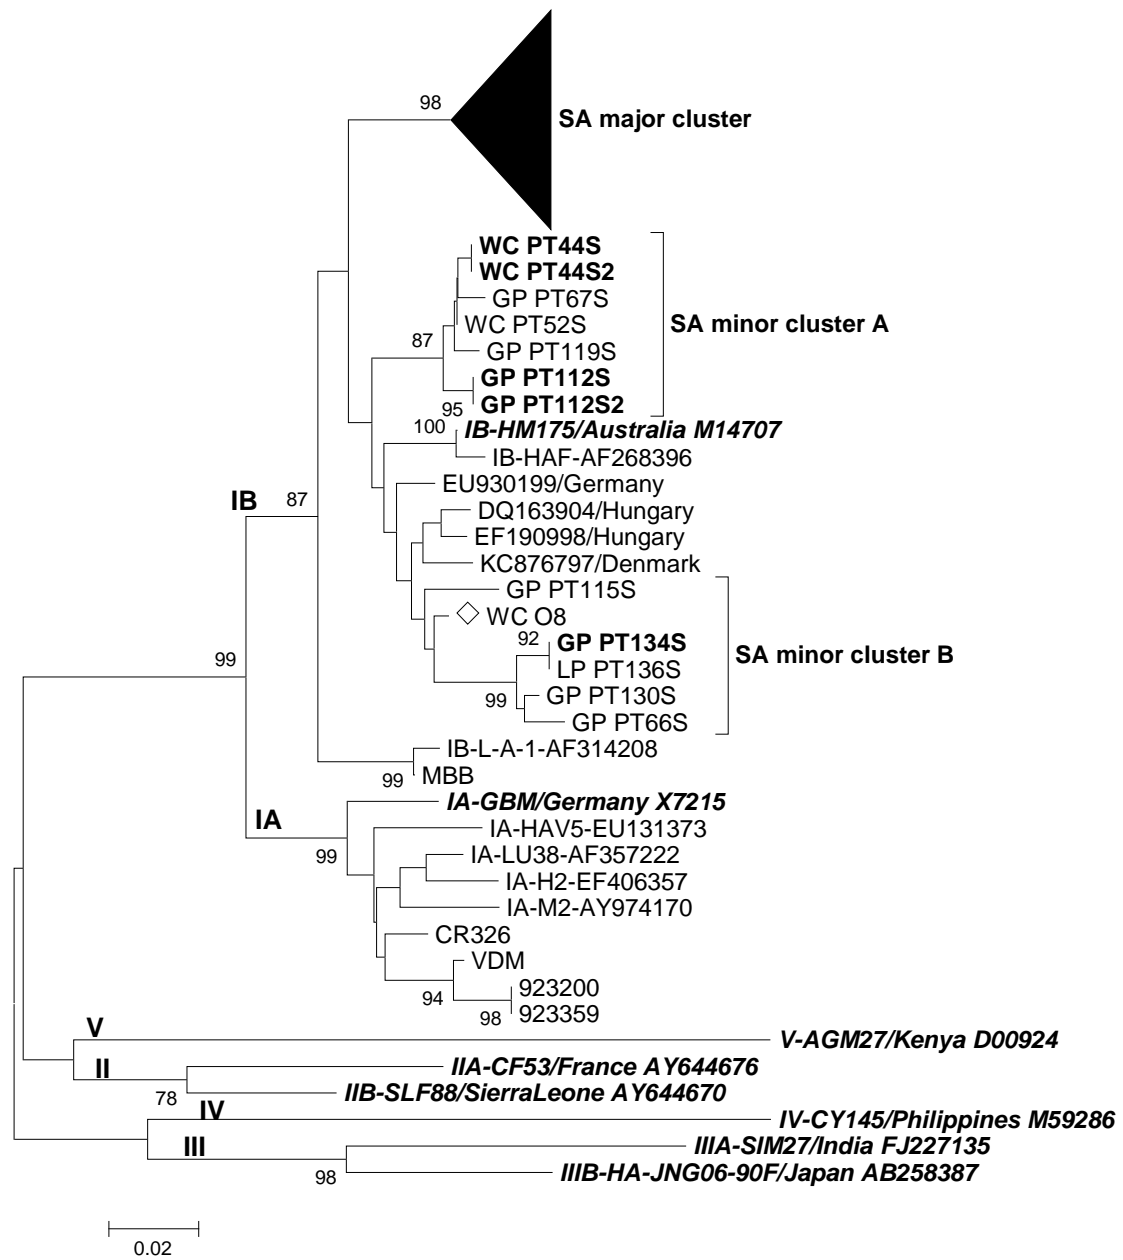 98
SA major cluster
WC PT44S
WC PT44S2
GP PT67S
WC PT52S
GP PT119S
GP PT112S
GP PT112S2
87
95
SA minor cluster A
100
IB-HM175/Australia M14707
IB-HAF-AF268396
EU930199/Germany
DQ163904/Hungary
EF190998/Hungary
KC876797/Denmark
IB
87
GP PT115S
WC O8
92
GP PT134S
LP PT136S
GP PT130S
99
GP PT66S
SA minor cluster B
99
IB-L-A-1-AF314208
99
MBB
IA
IA-GBM/Germany X7215
99
IA-HAV5-EU131373
IA-LU38-AF357222
IA-H2-EF406357
IA-M2-AY974170
CR326
VDM
94
923200
98
923359
V
V-AGM27/Kenya D00924
II
IIA-CF53/France AY644676
78
IIB-SLF88/SierraLeone AY644670
IV
IV-CY145/Philippines M59286
III
IIIA-SIM27/India FJ227135
98
IIIB-HA-JNG06-90F/Japan AB258387
0.02